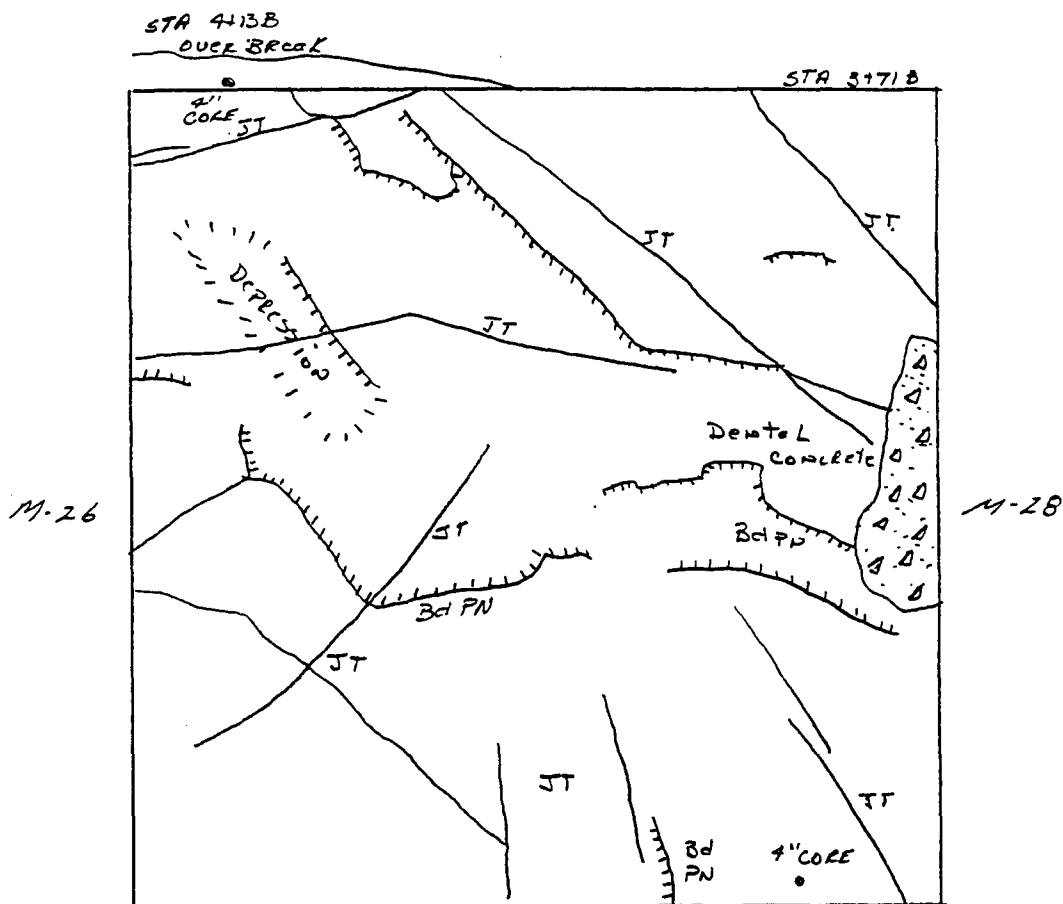 STA 4+13B
OVER BREAK
STA 3+71B
4" CORE
JT
JT
JT.
Depression
JT
Dental
Concrete
M-26
M-28
JT
Bd PN
Bd PN
JT
JT
JT
Bd
PN
4" CORE